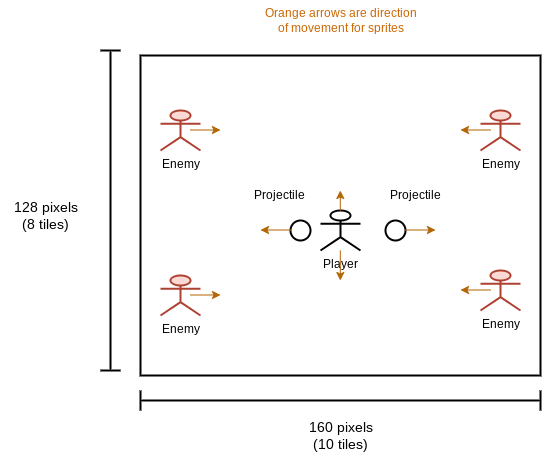 Orange arrows are direction
of movement for sprites
Enemy
Enemy
Projectile
Projectile
128 pixels
(8 tiles)
Player
Enemy
Enemy
160 pixels
(10 tiles)